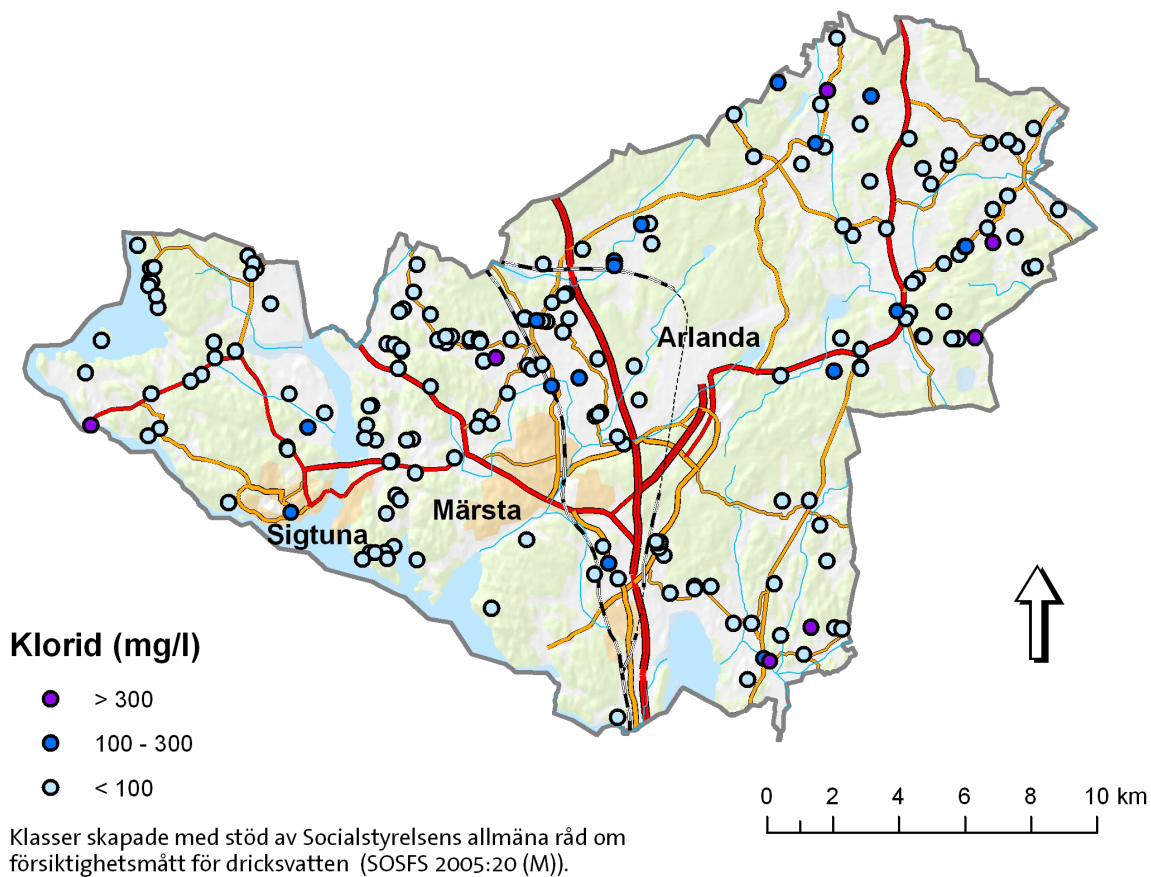 Arlanda
Märsta
Sigtuna
Klorid (mg/l)
> 300
100 - 300
< 100
0 2 4 6 8 10 km
Klasser skapade med stöd av Socialstyrelsens allmäna råd om
försiktighetsmått för dricksvatten (SOSFS 2005:20 (M)).